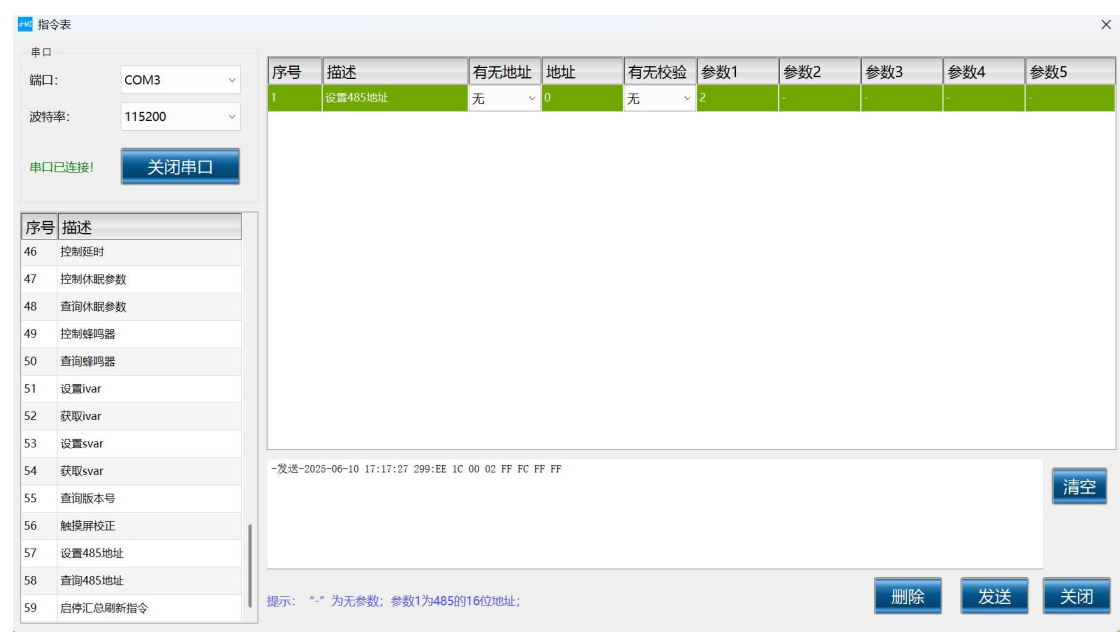 指令表
串口
端口: COM3
波特率: 115200
串口已连接! 关闭串口
序号 描述
46 控制延时
47 控制休眠参数
48 查询休眠参数
49 控制蜂鸣器
50 查询蜂鸣器
51 设置ivar
52 获取ivar
53 设置svar
54 获取svar
55 查询版本号
56 触摸屏校正
57 设置485地址
58 查询485地址
59 启停汇总刷新指令
序号 描述 有无地址 地址 有无校验 参数1 参数2 参数3 参数4 参数5
1 设置485地址 无 0 无 2 - - - -
-发送-2025-06-10 17:17:27 299:EE 1C 00 02 FF FC FF FF
清空
提示: “-” 为无参数; 参数1为485的16位地址;
删除 发送 关闭